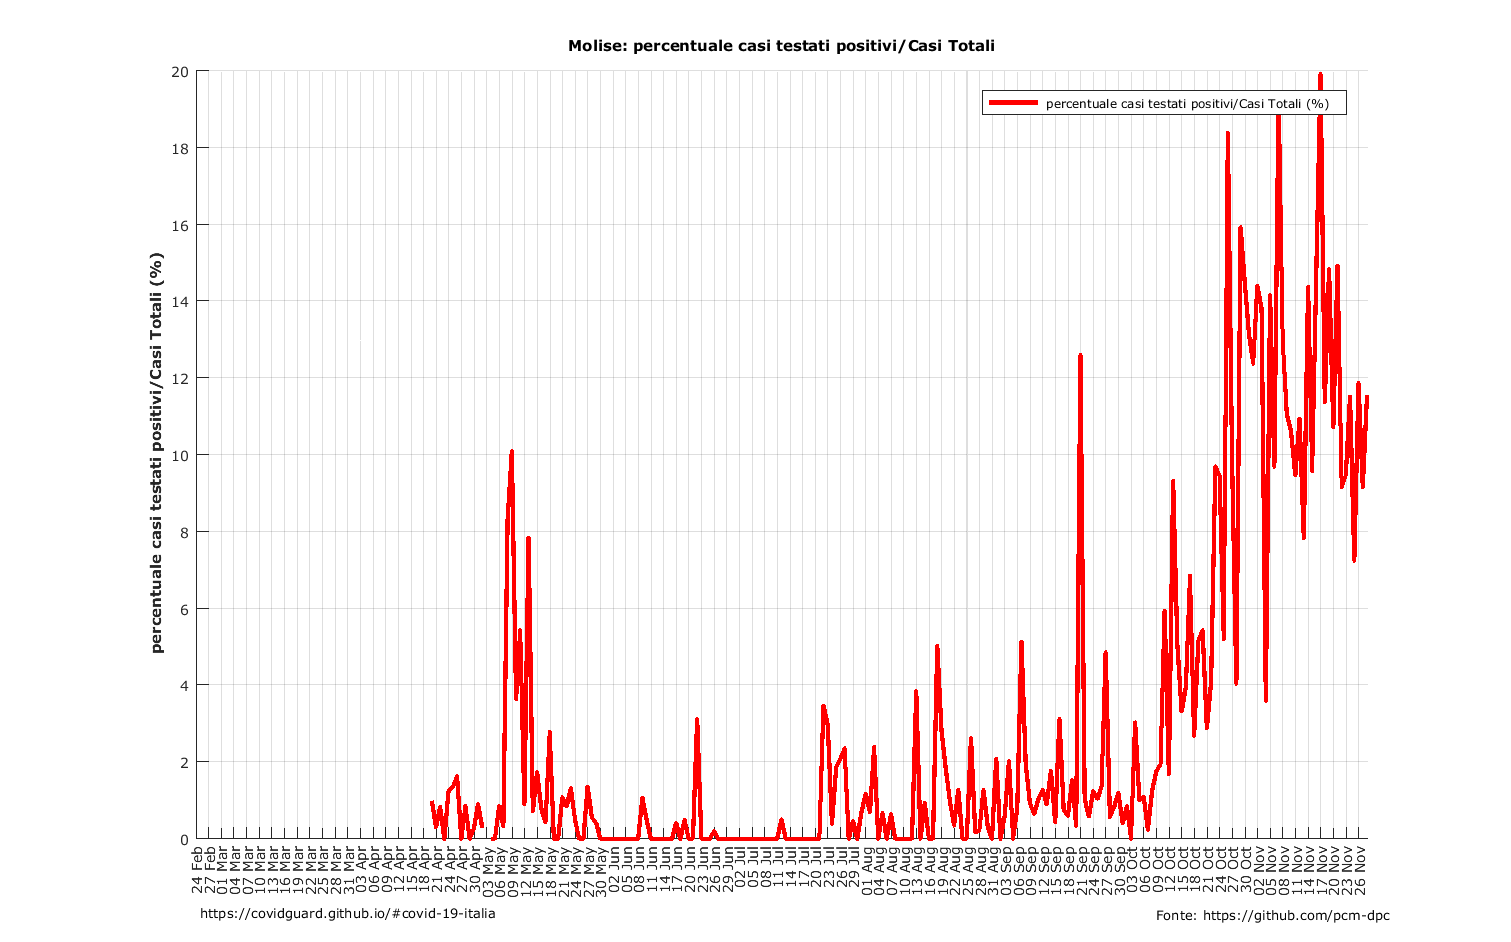 Molise: percentuale casi testati positivi/Casi Totali
percentuale casi testati positivi/Casi Totali (%)
percentuale casi testati positivi/Casi Totali (%)
20
18
16
14
12
10
8
6
4
2
0
24 Feb
27 Feb
01 Mar
04 Mar
07 Mar
10 Mar
13 Mar
16 Mar
19 Mar
22 Mar
25 Mar
28 Mar
31 Mar
03 Apr
06 Apr
09 Apr
12 Apr
15 Apr
18 Apr
21 Apr
24 Apr
27 Apr
30 Apr
03 May
06 May
09 May
12 May
15 May
18 May
21 May
24 May
27 May
30 May
02 Jun
05 Jun
08 Jun
11 Jun
14 Jun
17 Jun
20 Jun
23 Jun
26 Jun
29 Jun
02 Jul
05 Jul
08 Jul
11 Jul
14 Jul
17 Jul
20 Jul
23 Jul
26 Jul
29 Jul
01 Aug
04 Aug
07 Aug
10 Aug
13 Aug
16 Aug
19 Aug
22 Aug
25 Aug
28 Aug
31 Aug
03 Sep
06 Sep
09 Sep
12 Sep
15 Sep
18 Sep
21 Sep
24 Sep
27 Sep
30 Sep
03 Oct
06 Oct
09 Oct
12 Oct
15 Oct
18 Oct
21 Oct
24 Oct
27 Oct
30 Oct
02 Nov
05 Nov
08 Nov
11 Nov
14 Nov
17 Nov
20 Nov
23 Nov
26 Nov
https://covidguard.github.io/#covid-19-italia
Fonte: https://github.com/pcm-dpc